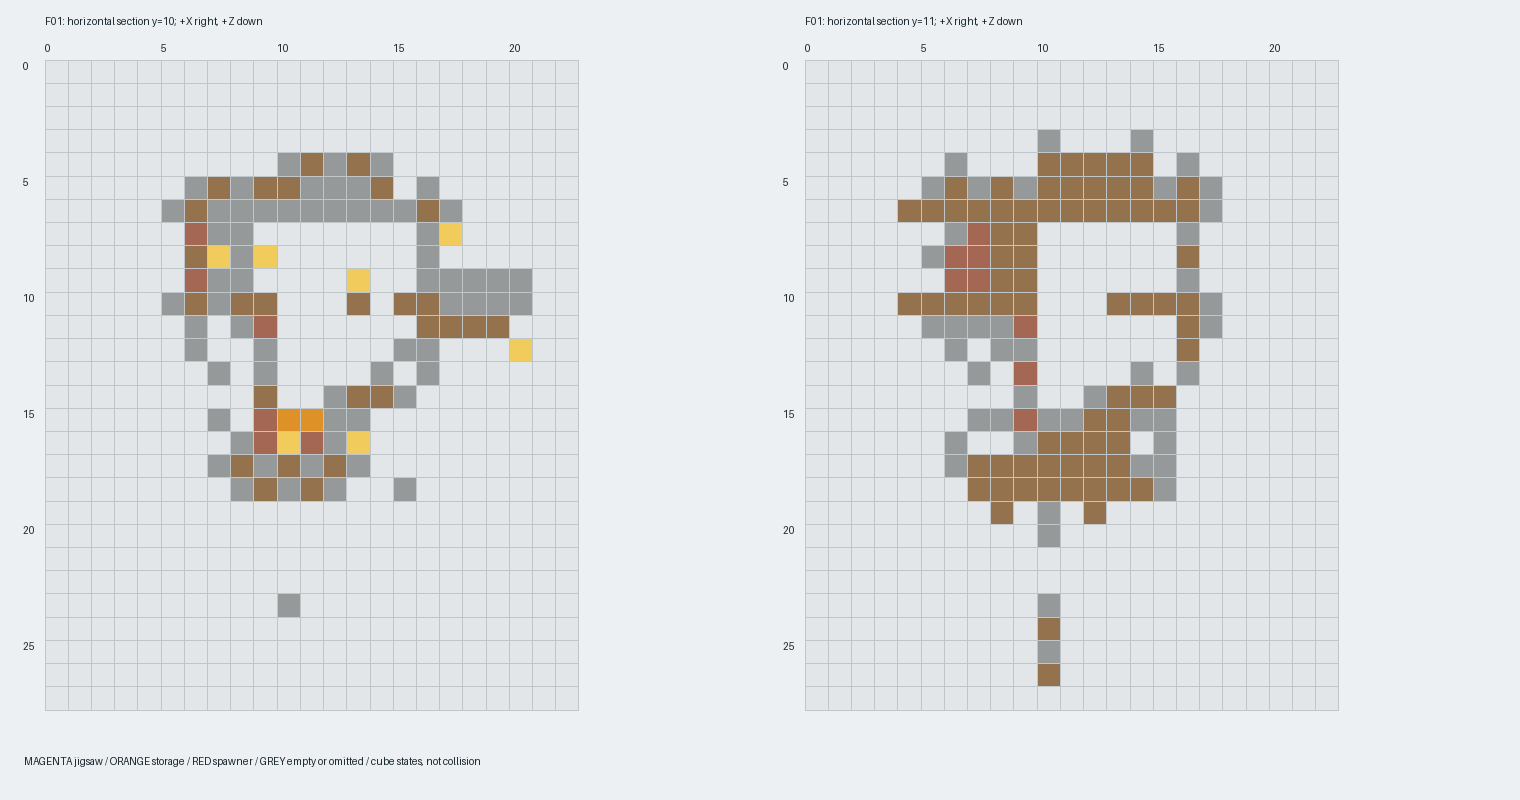 F01: horizontal section y=10; +X right, +Z down
F01: horizontal section y=11; +X right, +Z down
0 5 10 15 20
0 5 10 15 20
0
0
5
5
10
10
15
15
20
20
25
25
MAGENTA jigsaw / ORANGE storage / RED spawner / GREY empty or omitted / cube states, not collision